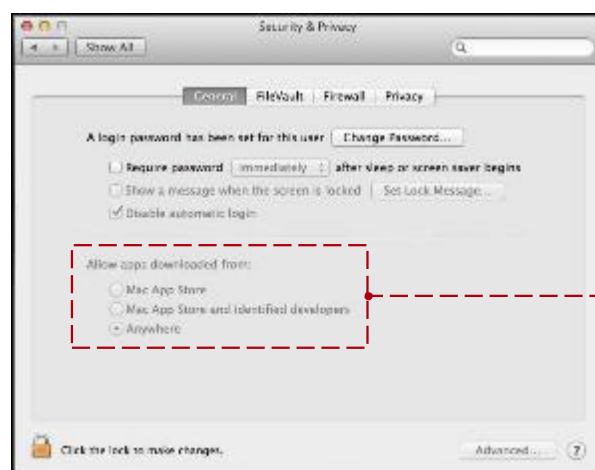 Security & Privacy
Show All
General FileVault Firewall Privacy
A login password has been set for this user Change Password...
Require password immediately after sleep or screen saver begins
Show a message when the screen is locked Set Lock Message...
Disable automatic login
Allow apps downloaded from:
Mac App Store
Mac App Store and identified developers
Anywhere
Click the lock to make changes.
Advanced... ?